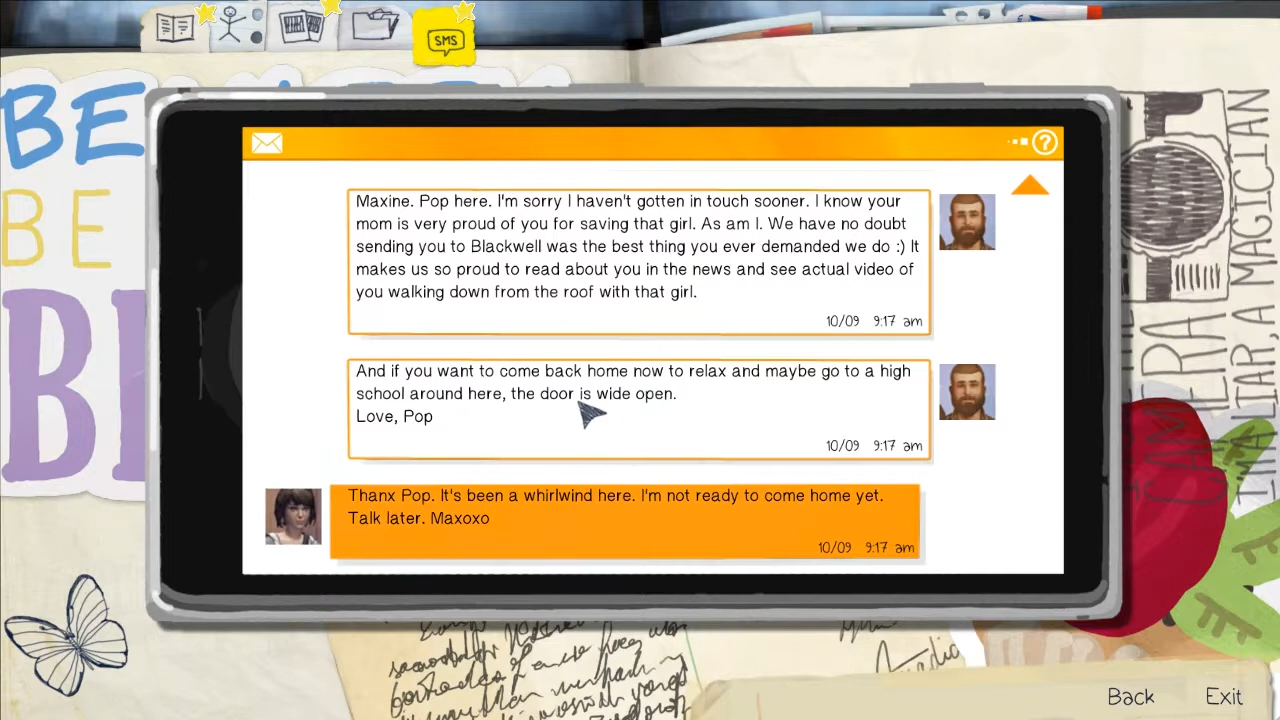 SMS
BE
BE
Maxine. Pop here. I'm sorry I haven't gotten in touch sooner. I know your
mom is very proud of you for saving that girl. As am I. We have no doubt
sending you to Blackwell was the best thing you ever demanded we do :) It
makes us so proud to read about you in the news and see actual video of
you walking down from the roof with that girl.
10/09 9:17 am
And if you want to come back home now to relax and maybe go to a high
school around here, the door is wide open.
Love, Pop
10/09 9:17 am
Thanx Pop. It's been a whirlwind here. I'm not ready to come home yet.
Talk later. Maxoxo
10/09 9:17 am
CAMERA
LIAR, A MAGICIAN
Back Exit